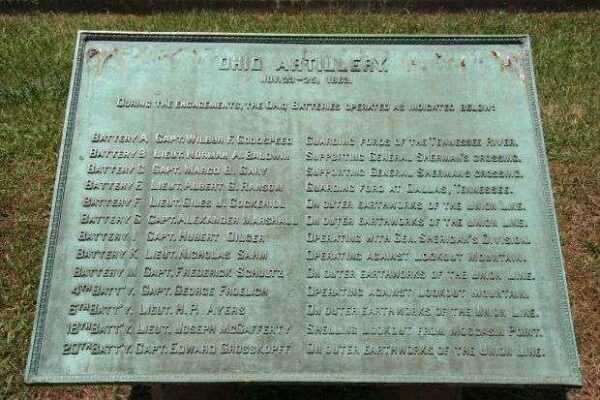 OHIO ARTILLERY.
NOV. 23-25, 1863.
DURING THE ENGAGEMENTS, THE OHIO BATTERIES OPERATED AS INDICATED BELOW:
BATTERY A CAPT. WILBUR F. GOODSPEED GUARDING FORDS OF THE TENNESSEE RIVER.
BATTERY B LIEUT. NORMAN A. BALDWIN SUPPORTING GENERAL SHERMAN'S CROSSING.
BATTERY C CAPT. MARCO B. GARY SUPPORTING GENERAL SHERMAN'S CROSSING.
BATTERY E LIEUT. ALBERT G. RANSOM GUARDING FORD AT DALLAS, TENNESSEE.
BATTERY F LIEUT. GILES J. COCKERILL ON OUTER EARTHWORKS OF THE UNION LINE.
BATTERY G CAPT. ALEXANDER MARSHALL ON OUTER EARTHWORKS OF THE UNION LINE.
BATTERY I CAPT. HUBERT DILGER OPERATING WITH GEN. SHERIDAN'S DIVISION.
BATTERY K LIEUT. NICHOLAS SAHM OPERATING AGAINST LOOKOUT MOUNTAIN.
BATTERY M CAPT. FREDERICK SCHULTZ ON OUTER EARTHWORKS OF THE UNION LINE.
4TH BATT'Y. CAPT. GEORGE FROELICH OPERATING AGAINST LOOKOUT MOUNTAIN.
6TH BATT'Y. LIEUT. H.P. AYERS ON OUTER EARTHWORKS OF THE UNION LINE.
18TH BATT'Y. LIEUT. JOSEPH McCAFFERTY SHELLING LOOKOUT FROM MOCCASIN POINT.
20TH BATT'Y. CAPT. EDWARD GROSSKOPFF ON OUTER EARTHWORKS OF THE UNION LINE.